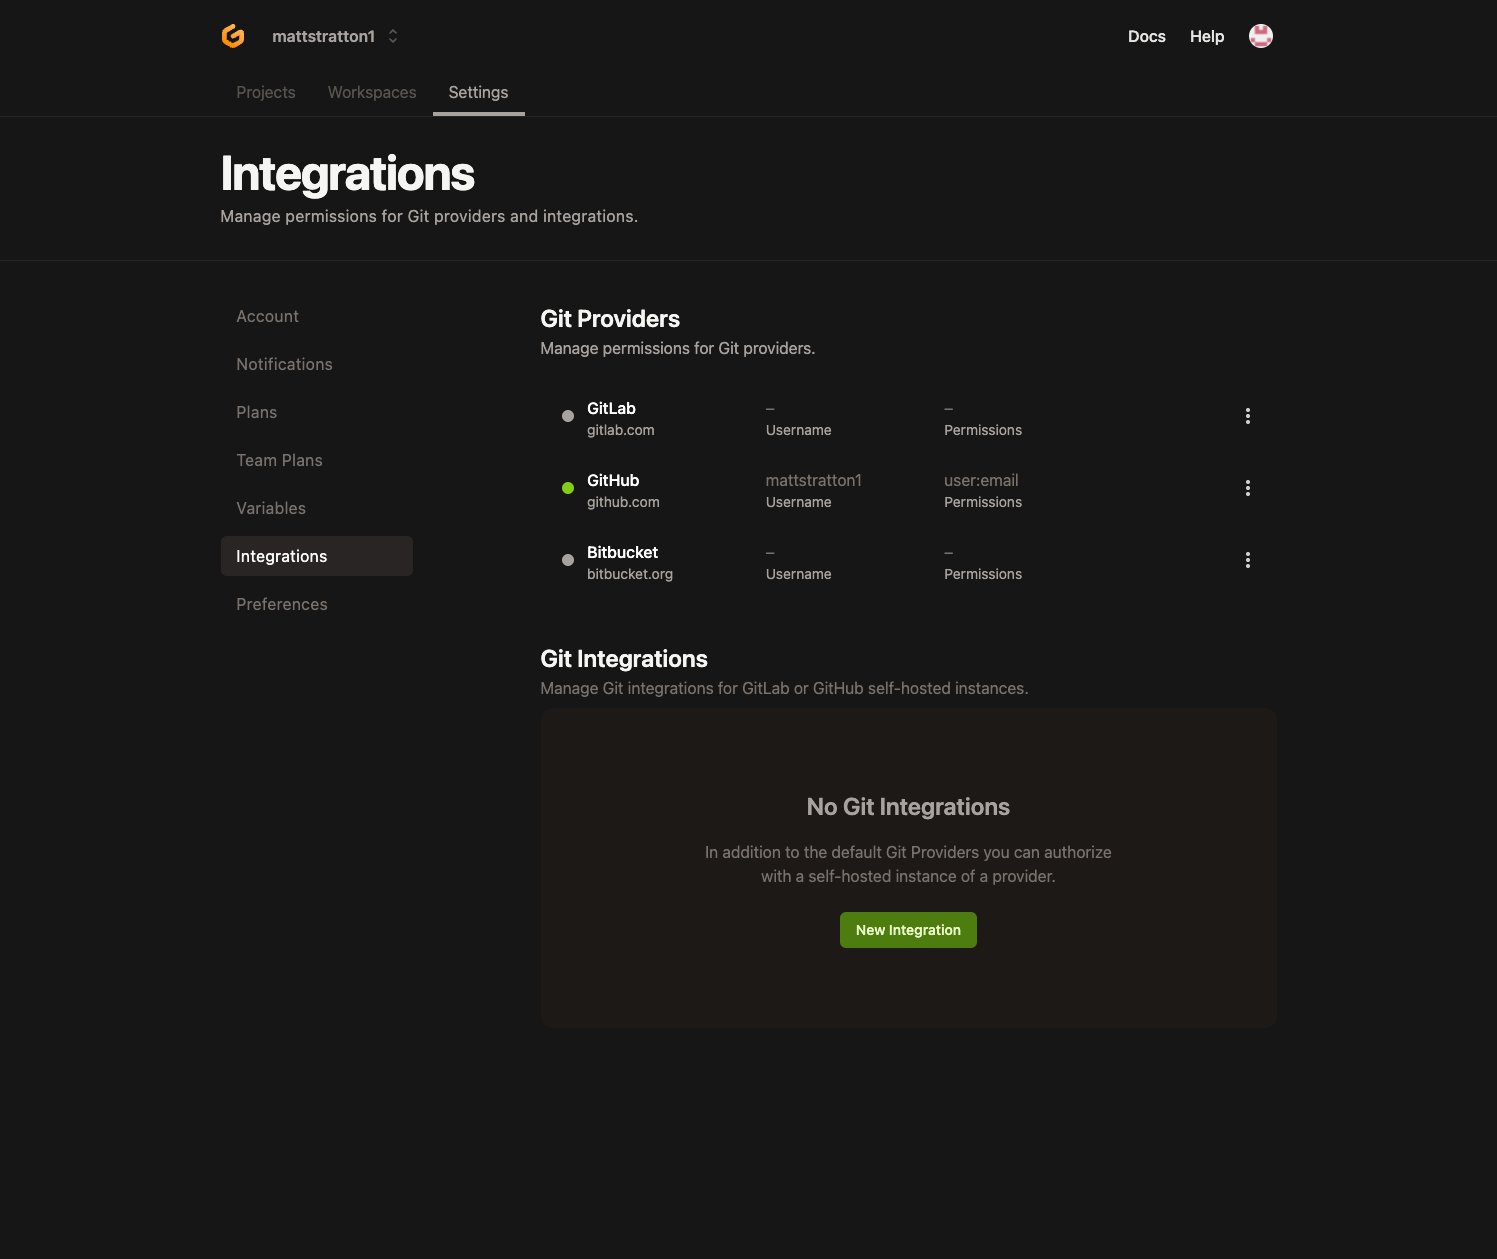 mattstratton1
Docs
Help
Projects
Workspaces
Settings
Integrations
Manage permissions for Git providers and integrations.
Account
Notifications
Plans
Team Plans
Variables
Integrations
Preferences
Git Providers
Manage permissions for Git providers.
GitLab
gitlab.com
–
Username
–
Permissions
GitHub
github.com
mattstratton1
Username
user:email
Permissions
Bitbucket
bitbucket.org
–
Username
–
Permissions
Git Integrations
Manage Git integrations for GitLab or GitHub self-hosted instances.
No Git Integrations
In addition to the default Git Providers you can authorize
with a self-hosted instance of a provider.
New Integration